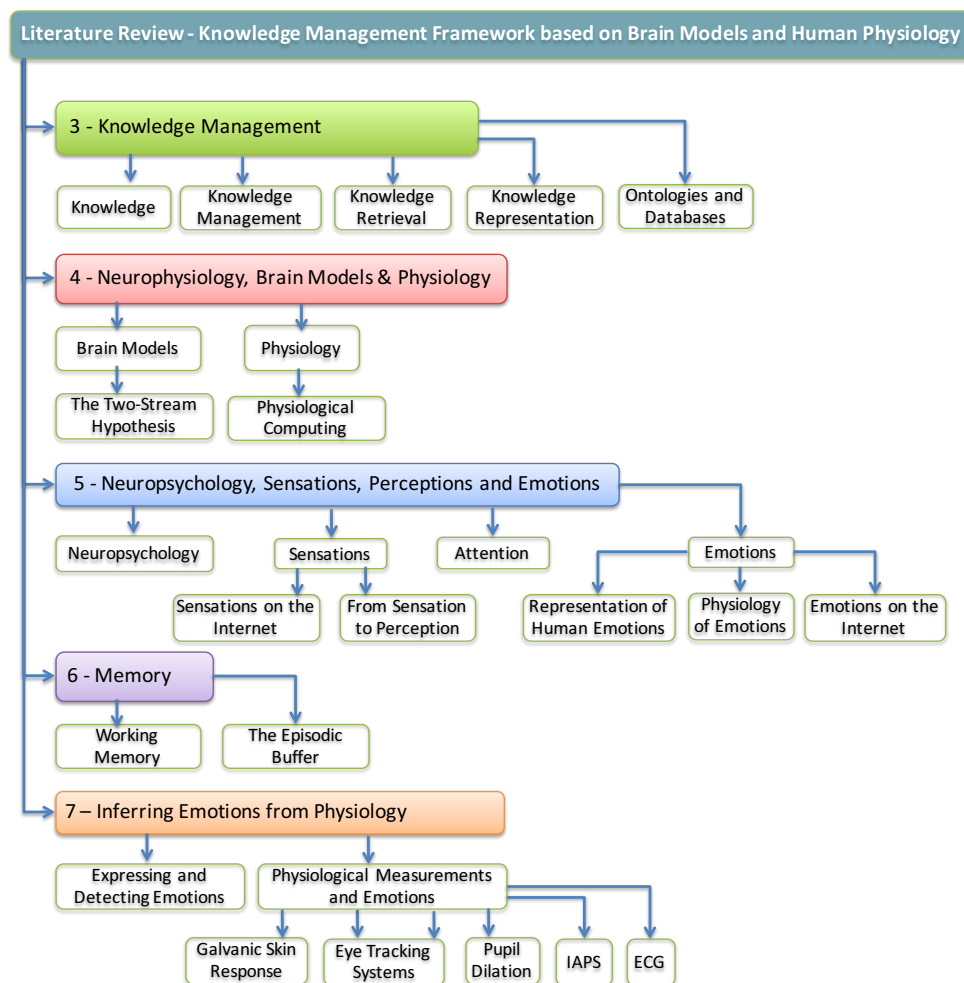 Literature Review - Knowledge Management Framework based on Brain Models and Human Physiology
3 - Knowledge Management
Knowledge
Knowledge
Management
Knowledge
Retrieval
Knowledge
Representation
Ontologies and
Databases
4 - Neurophysiology, Brain Models & Physiology
Brain Models
Physiology
The Two-Stream
Hypothesis
Physiological
Computing
5 - Neuropsychology, Sensations, Perceptions and Emotions
Neuropsychology
Sensations
Attention
Emotions
Sensations on the
Internet
From Sensation
to Perception
Representation of
Human Emotions
Physiology
of Emotions
Emotions on the
Internet
6 - Memory
Working
Memory
The Episodic
Buffer
7 – Inferring Emotions from Physiology
Expressing and
Detecting Emotions
Physiological Measurements
and Emotions
Galvanic Skin
Response
Eye Tracking
Systems
Pupil
Dilation
IAPS
ECG